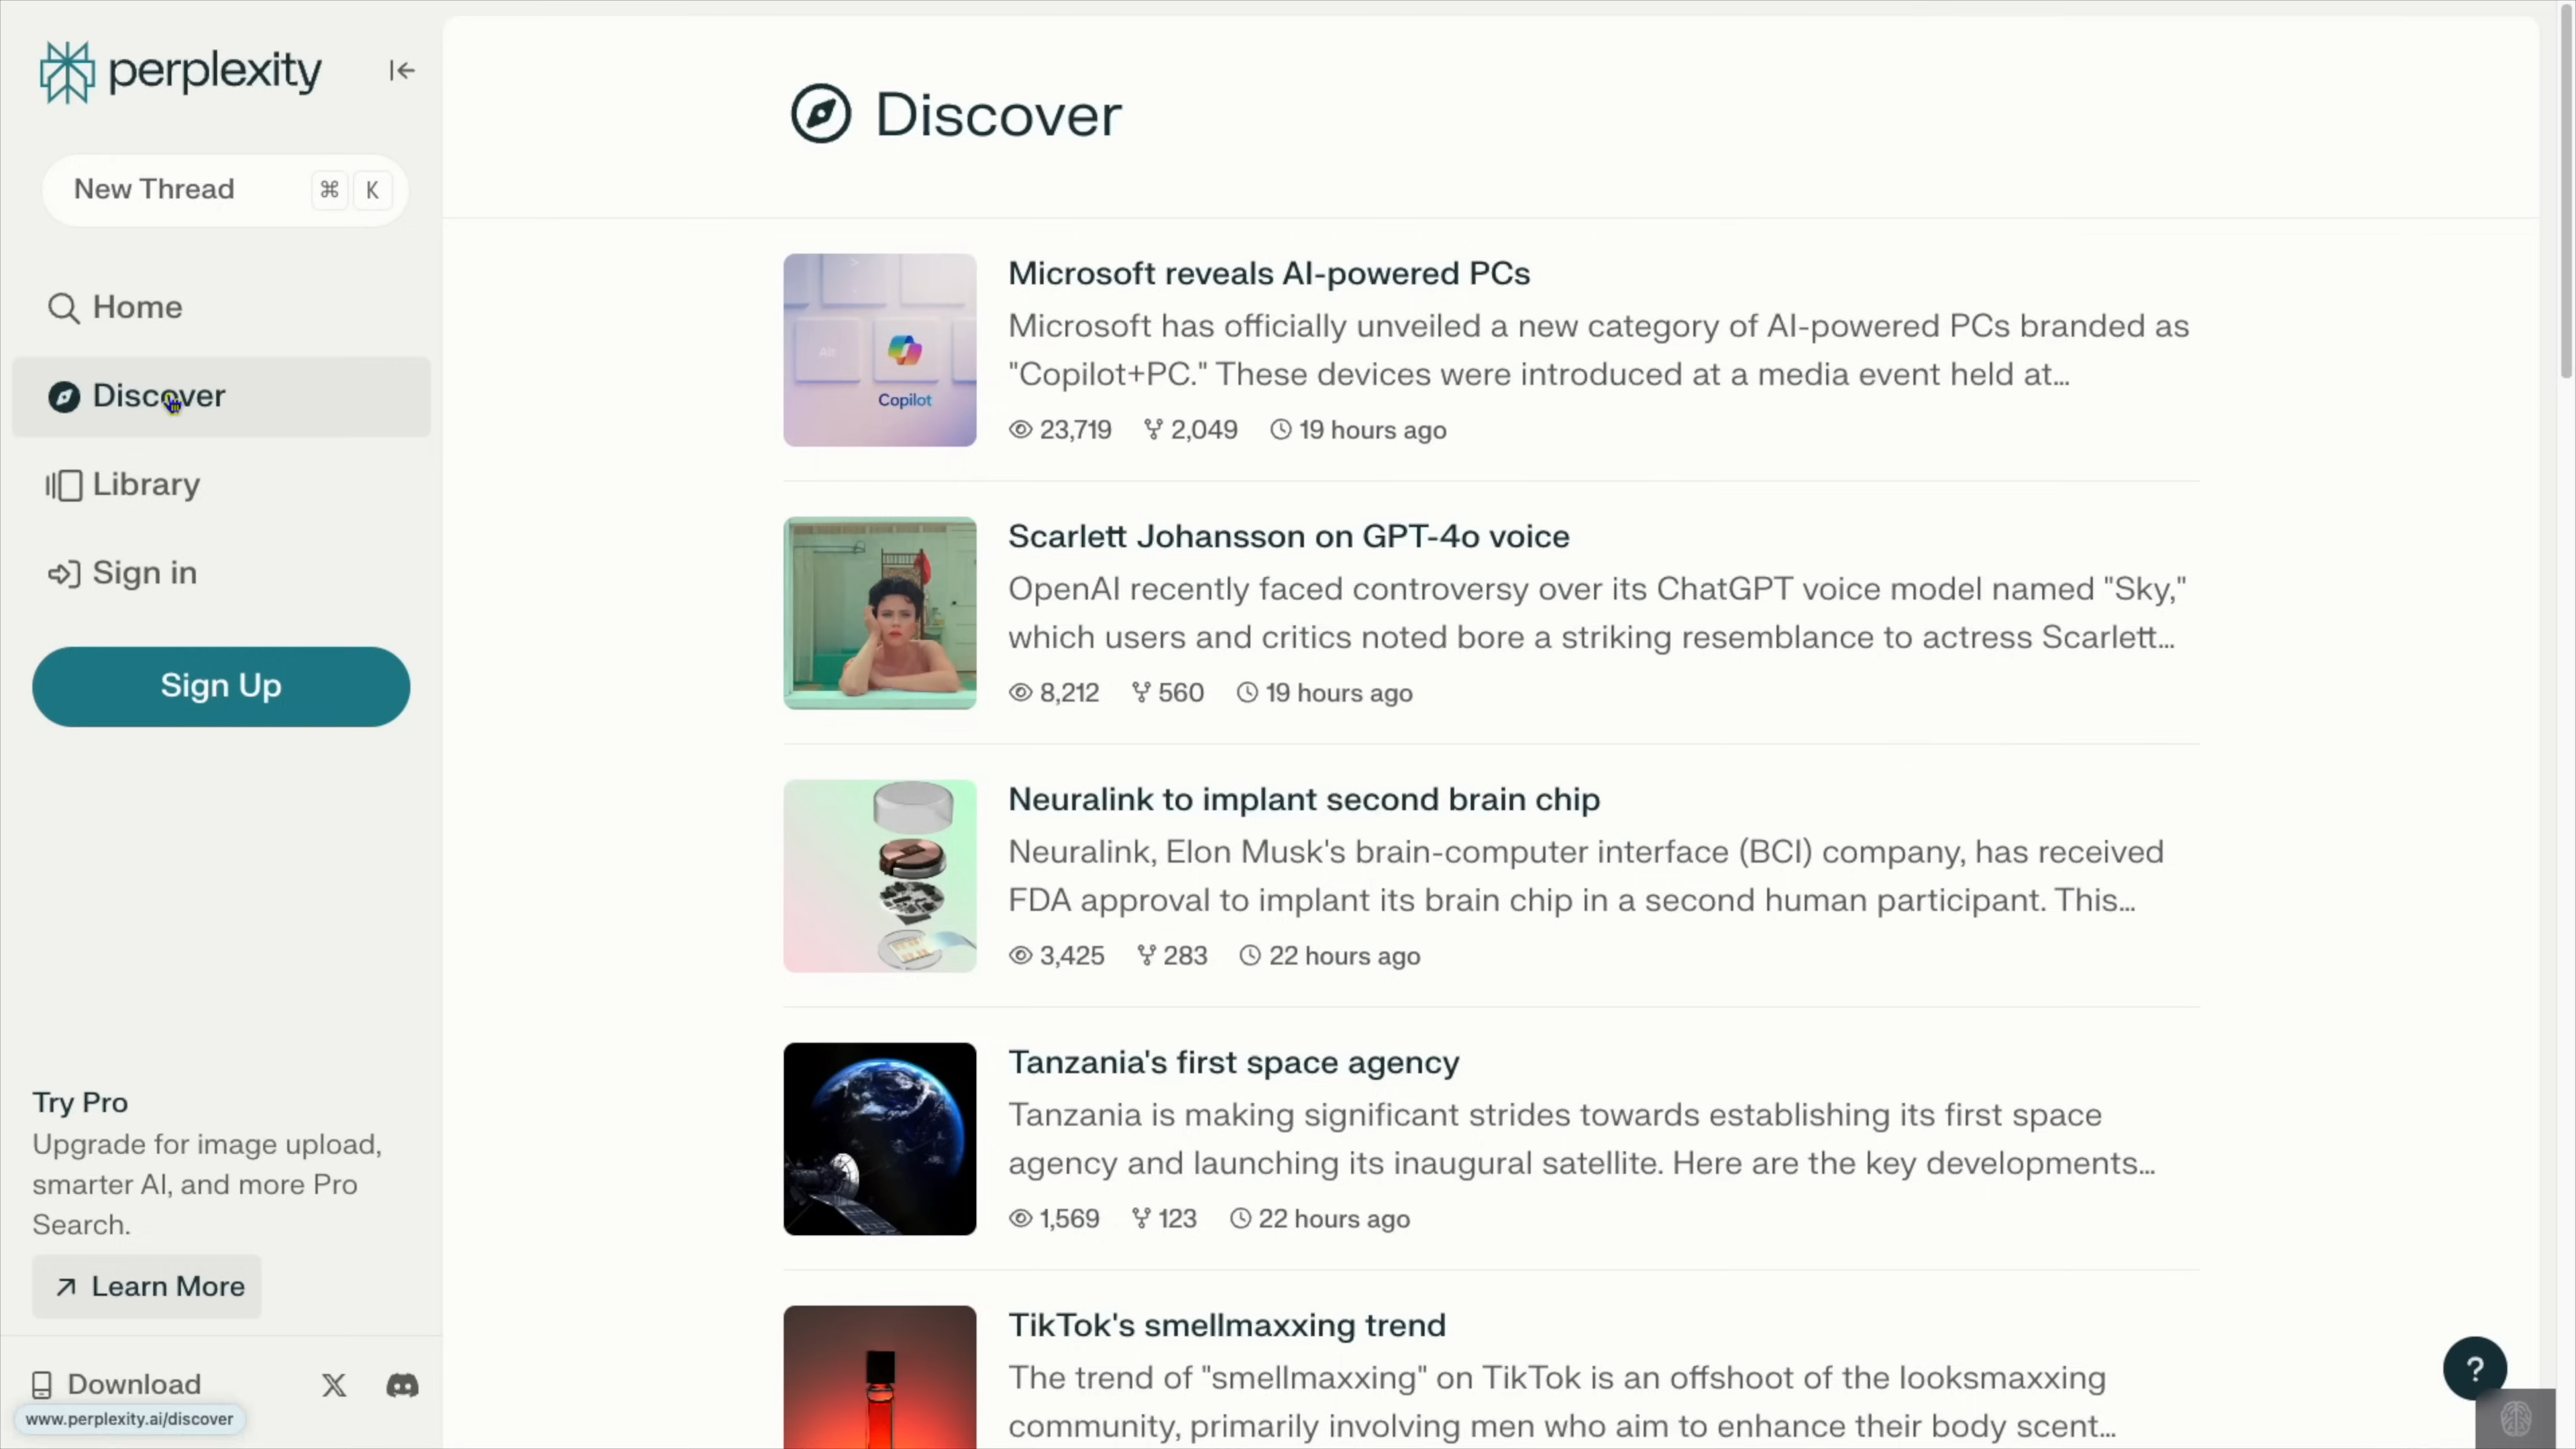 perplexity
New Thread ⌘ K
Home
Discover
Library
Sign in
Sign Up
Try Pro
Upgrade for image upload,
smarter AI, and more Pro
Search.
Learn More
Download
www.perplexity.ai/discover
Discover
Microsoft reveals AI-powered PCs
Microsoft has officially unveiled a new category of AI-powered PCs branded as
"Copilot+PC." These devices were introduced at a media event held at...
23,719 2,049 19 hours ago
Alt
Copilot
Scarlett Johansson on GPT-4o voice
OpenAI recently faced controversy over its ChatGPT voice model named "Sky,"
which users and critics noted bore a striking resemblance to actress Scarlett...
8,212 560 19 hours ago
Neuralink to implant second brain chip
Neuralink, Elon Musk's brain-computer interface (BCI) company, has received
FDA approval to implant its brain chip in a second human participant. This...
3,425 283 22 hours ago
Tanzania's first space agency
Tanzania is making significant strides towards establishing its first space
agency and launching its inaugural satellite. Here are the key developments...
1,569 123 22 hours ago
TikTok's smellmaxxing trend
The trend of "smellmaxxing" on TikTok is an offshoot of the looksmaxxing
community, primarily involving men who aim to enhance their body scent...
?